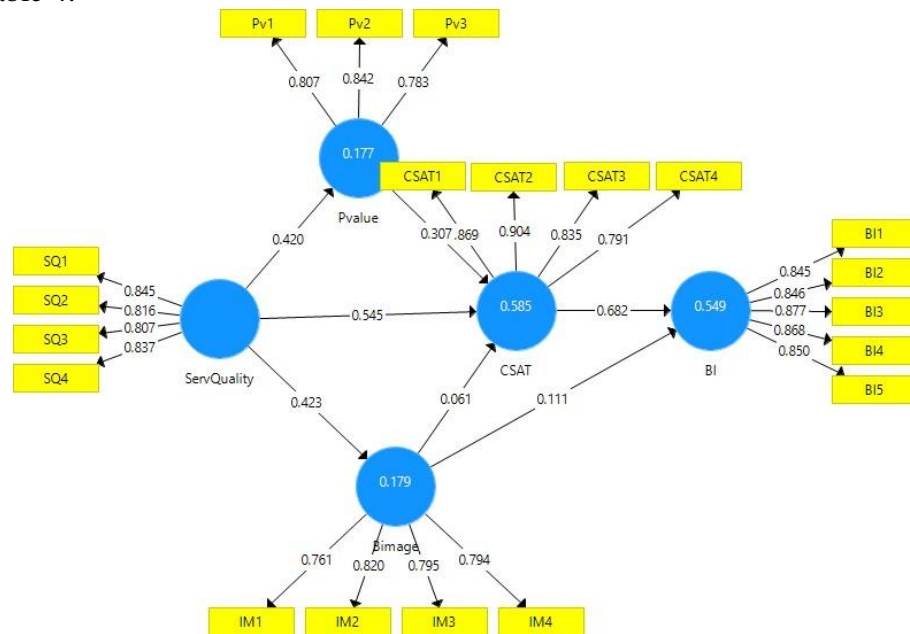 Pv1 Pv2 Pv3
0.807 0.842 0.783
0.177
Pvalue
CSAT1 CSAT2 CSAT3 CSAT4
0.307 .869 0.904 0.835 0.791
0.420
SQ1
SQ2
SQ3
SQ4
0.845
0.816
0.807
0.837
ServQuality
0.545
0.585
CSAT
0.682
0.549
BI
BI1
BI2
BI3
BI4
BI5
0.845
0.846
0.877
0.868
0.850
0.423
0.061
0.111
0.179
Bimage
0.761 0.820 0.795 0.794
IM1 IM2 IM3 IM4